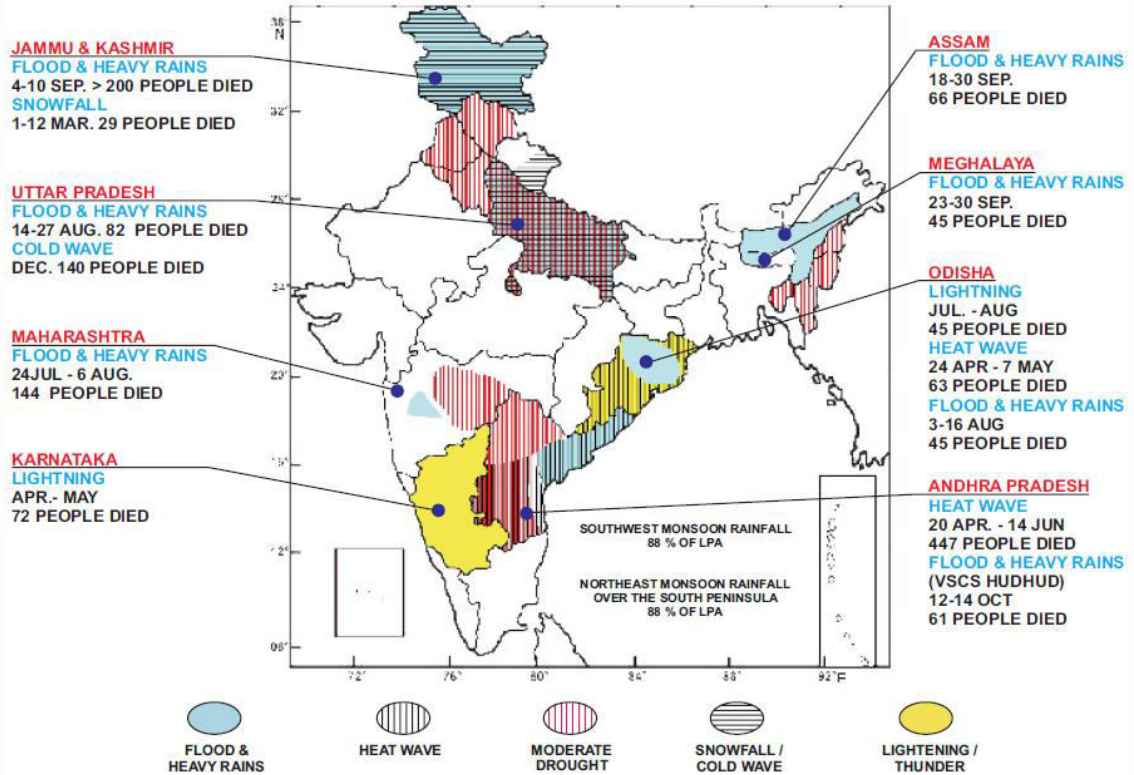 JAMMU & KASHMIR
FLOOD & HEAVY RAINS
4-10 SEP. > 200 PEOPLE DIED
SNOWFALL
1-12 MAR. 29 PEOPLE DIED
UTTAR PRADESH
FLOOD & HEAVY RAINS
14-27 AUG. 82 PEOPLE DIED
COLD WAVE
DEC. 140 PEOPLE DIED
MAHARASHTRA
FLOOD & HEAVY RAINS
24JUL - 6 AUG.
144 PEOPLE DIED
KARNATAKA
LIGHTNING
APR.- MAY
72 PEOPLE DIED
N
32°
12°
08°
72°
76°
80°
84°
88°
92°E
SOUTHWEST MONSOON RAINFALL
88 % OF LPA
NORTHEAST MONSOON RAINFALL
OVER THE SOUTH PENINSULA
88 % OF LPA
ASSAM
FLOOD & HEAVY RAINS
18-30 SEP.
66 PEOPLE DIED
MEGHALAYA
FLOOD & HEAVY RAINS
23-30 SEP.
45 PEOPLE DIED
ODISHA
LIGHTNING
JUL. - AUG
45 PEOPLE DIED
HEAT WAVE
24 APR - 7 MAY
63 PEOPLE DIED
FLOOD & HEAVY RAINS
3-16 AUG
45 PEOPLE DIED
ANDHRA PRADESH
HEAT WAVE
20 APR. - 14 JUN
447 PEOPLE DIED
FLOOD & HEAVY RAINS
(VSCS HUDHUD)
12-14 OCT
61 PEOPLE DIED
FLOOD &
HEAVY RAINS
HEAT WAVE
MODERATE
DROUGHT
SNOWFALL /
COLD WAVE
LIGHTENING /
THUNDER